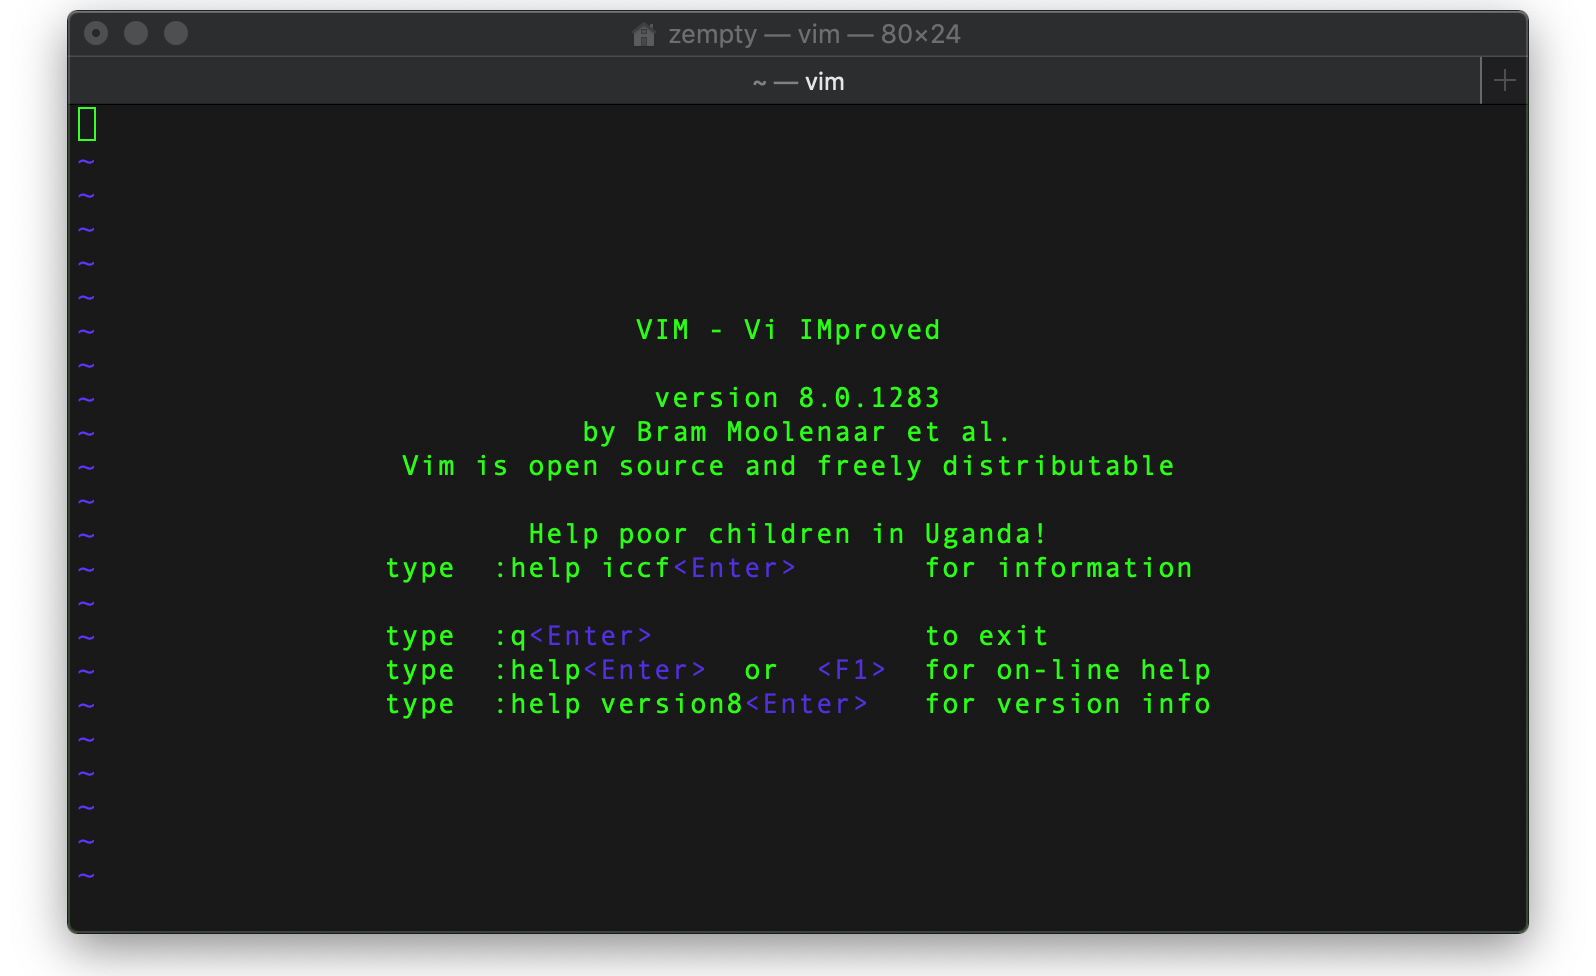 zempty — vim — 80×24
~ — vim
~
~
~
~
~
~ VIM - Vi IMproved
~
~ version 8.0.1283
~ by Bram Moolenaar et al.
~ Vim is open source and freely distributable
~
~ Help poor children in Uganda!
~ type :help iccf<Enter> for information
~
~ type :q<Enter> to exit
~ type :help<Enter> or <F1> for on-line help
~ type :help version8<Enter> for version info
~
~
~
~
~